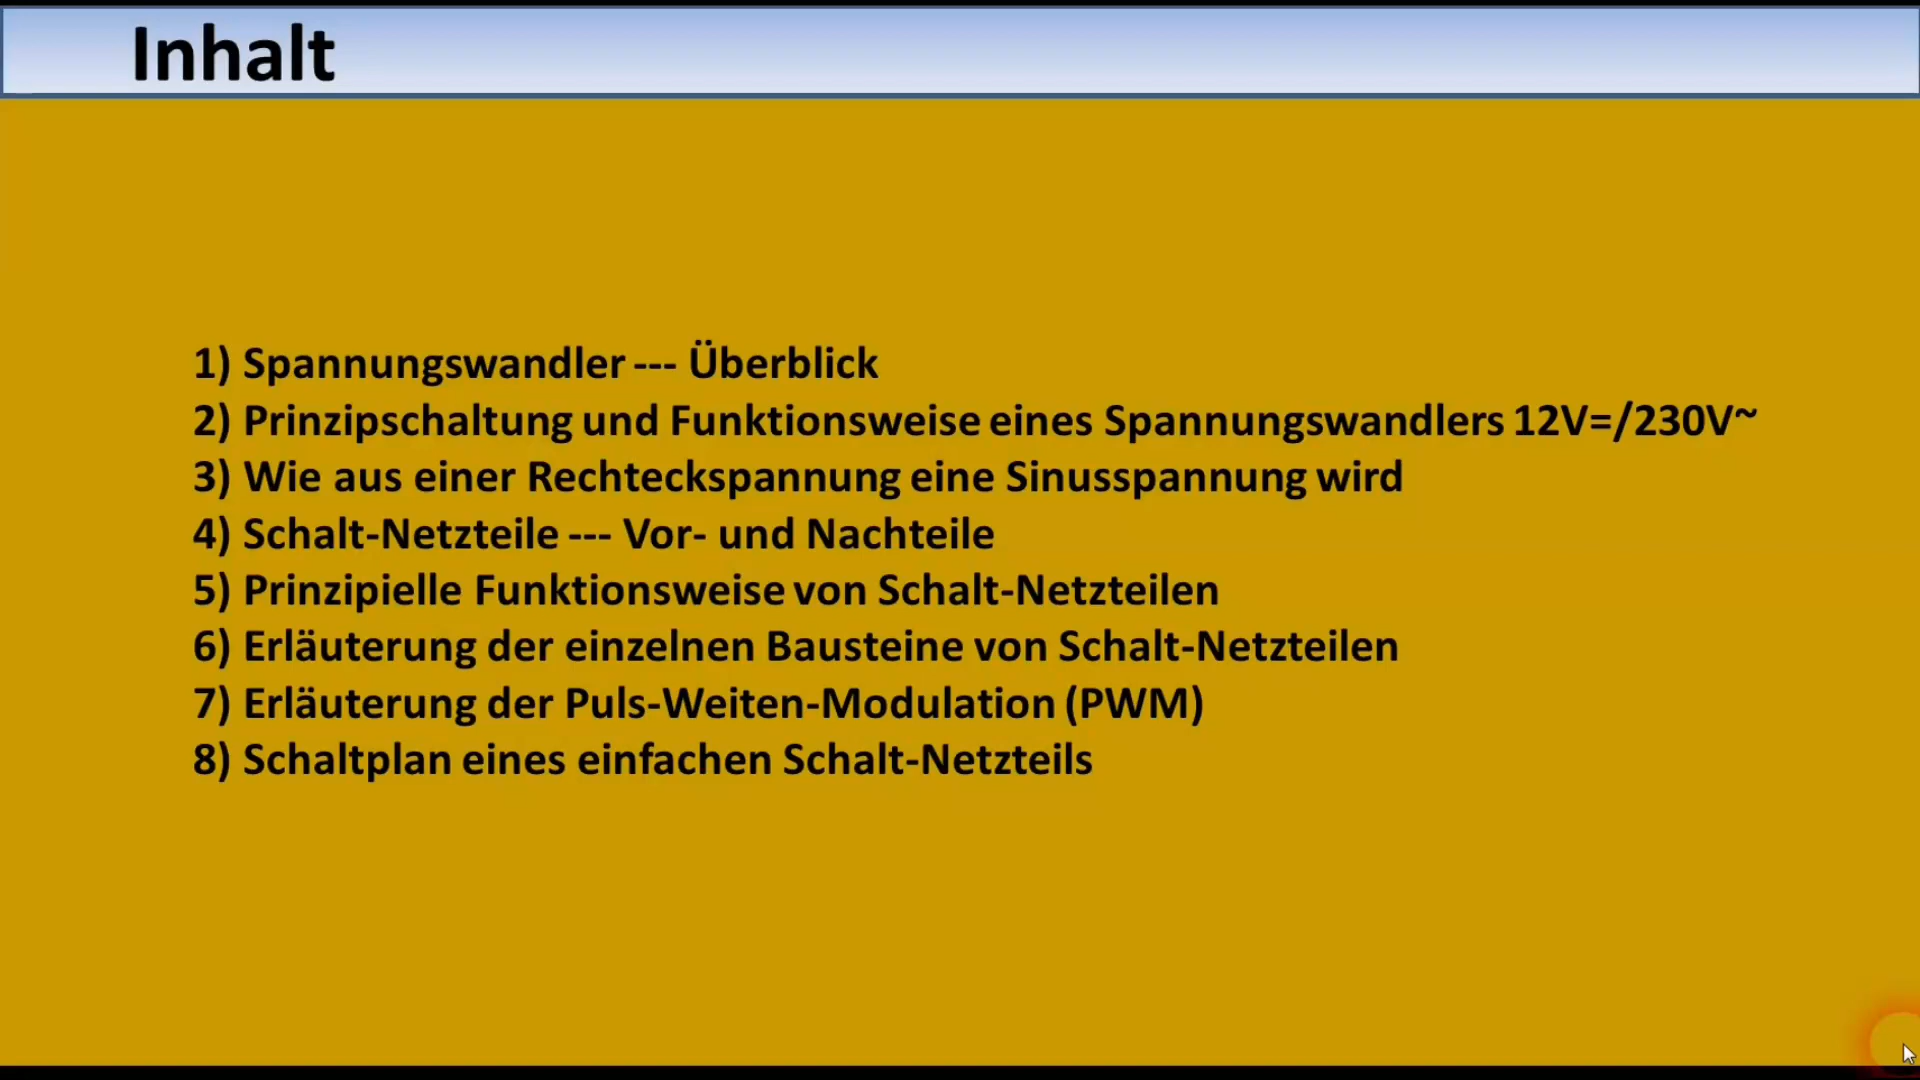 Inhalt
1) Spannungswandler --- Überblick
2) Prinzipschaltung und Funktionsweise eines Spannungswandlers 12V=/230V~
3) Wie aus einer Rechteckspannung eine Sinusspannung wird
4) Schalt-Netzteile --- Vor- und Nachteile
5) Prinzipielle Funktionsweise von Schalt-Netzteilen
6) Erläuterung der einzelnen Bausteine von Schalt-Netzteilen
7) Erläuterung der Puls-Weiten-Modulation (PWM)
8) Schaltplan eines einfachen Schalt-Netzteils